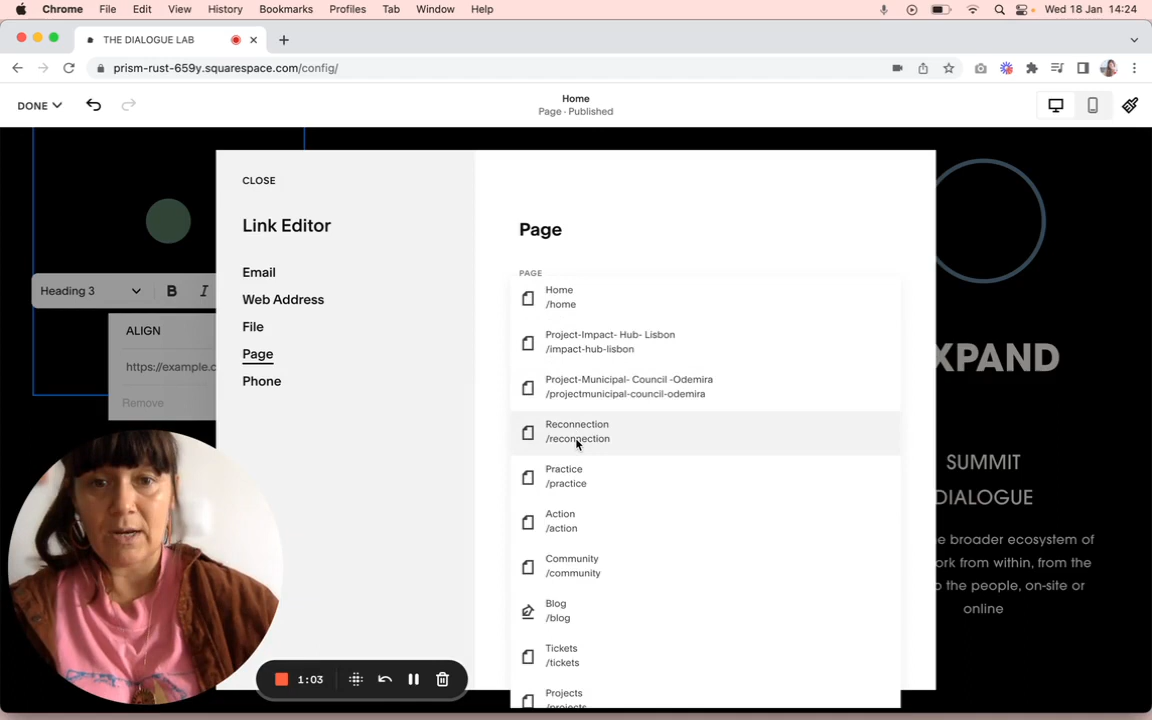 Chrome File Edit View History Bookmarks Profiles Tab Window Help Wed 18 Jan 14:24
THE DIALOGUE LAB
prism-rust-659y.squarespace.com/config/
DONE
Home
Page · Published
CLOSE
Link Editor
Email
Web Address
File
Page
Phone
Heading 3 B I
ALIGN
https://example.c
Remove
Page
PAGE
Home
/home
Project-Impact- Hub- Lisbon
/impact-hub-lisbon
Project-Municipal- Council -Odemira
/projectmunicipal-council-odemira
Reconnection
/reconnection
Practice
/practice
Action
/action
Community
/community
Blog
/blog
Tickets
/tickets
Projects
/projects
XPAND
SUMMIT
DIALOGUE
e broader ecosystem of
ork from within, from the
o the people, on-site or
online
1:03